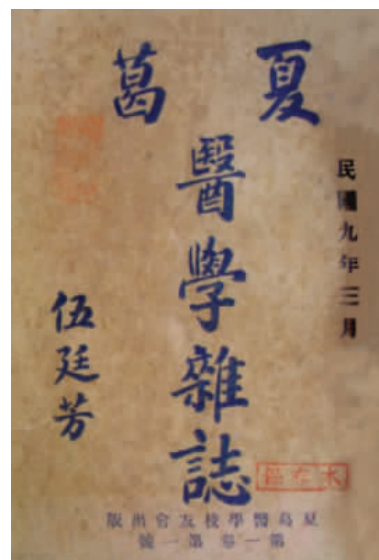 民國九年三月
夏葛
醫學雜誌
伍廷芳
夏葛醫學校友會出版
第一卷第一號